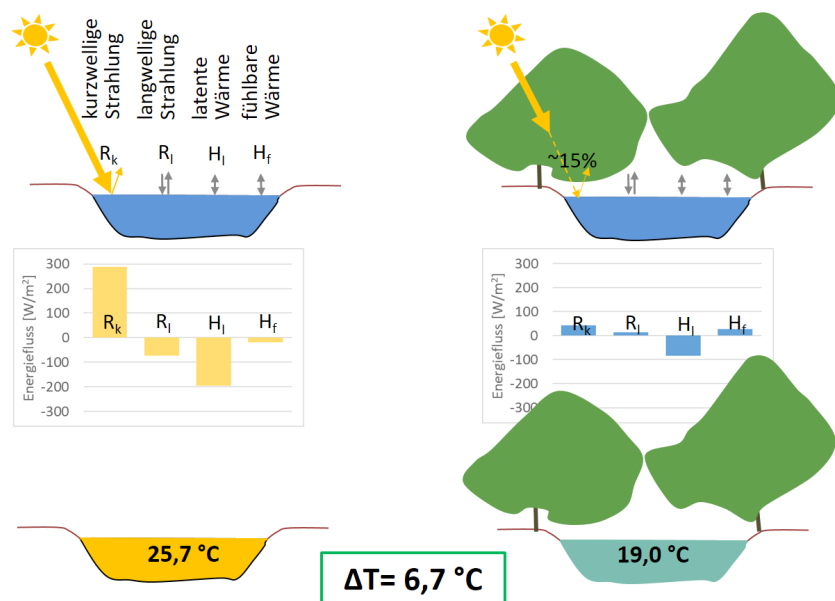 kurzwellige
Strahlung
langwellige
Strahlung
latente
Wärme
fühlbare
Wärme
Rk
Rl
Hl
Hf
~15%
Energiefluss [W/m²]
300
200
100
0
-100
-200
-300
Rk
Rl
Hl
Hf
Energiefluss [W/m²]
300
200
100
0
-100
-200
-300
Rk
Rl
Hl
Hf
25,7 °C
19,0 °C
ΔT= 6,7 °C